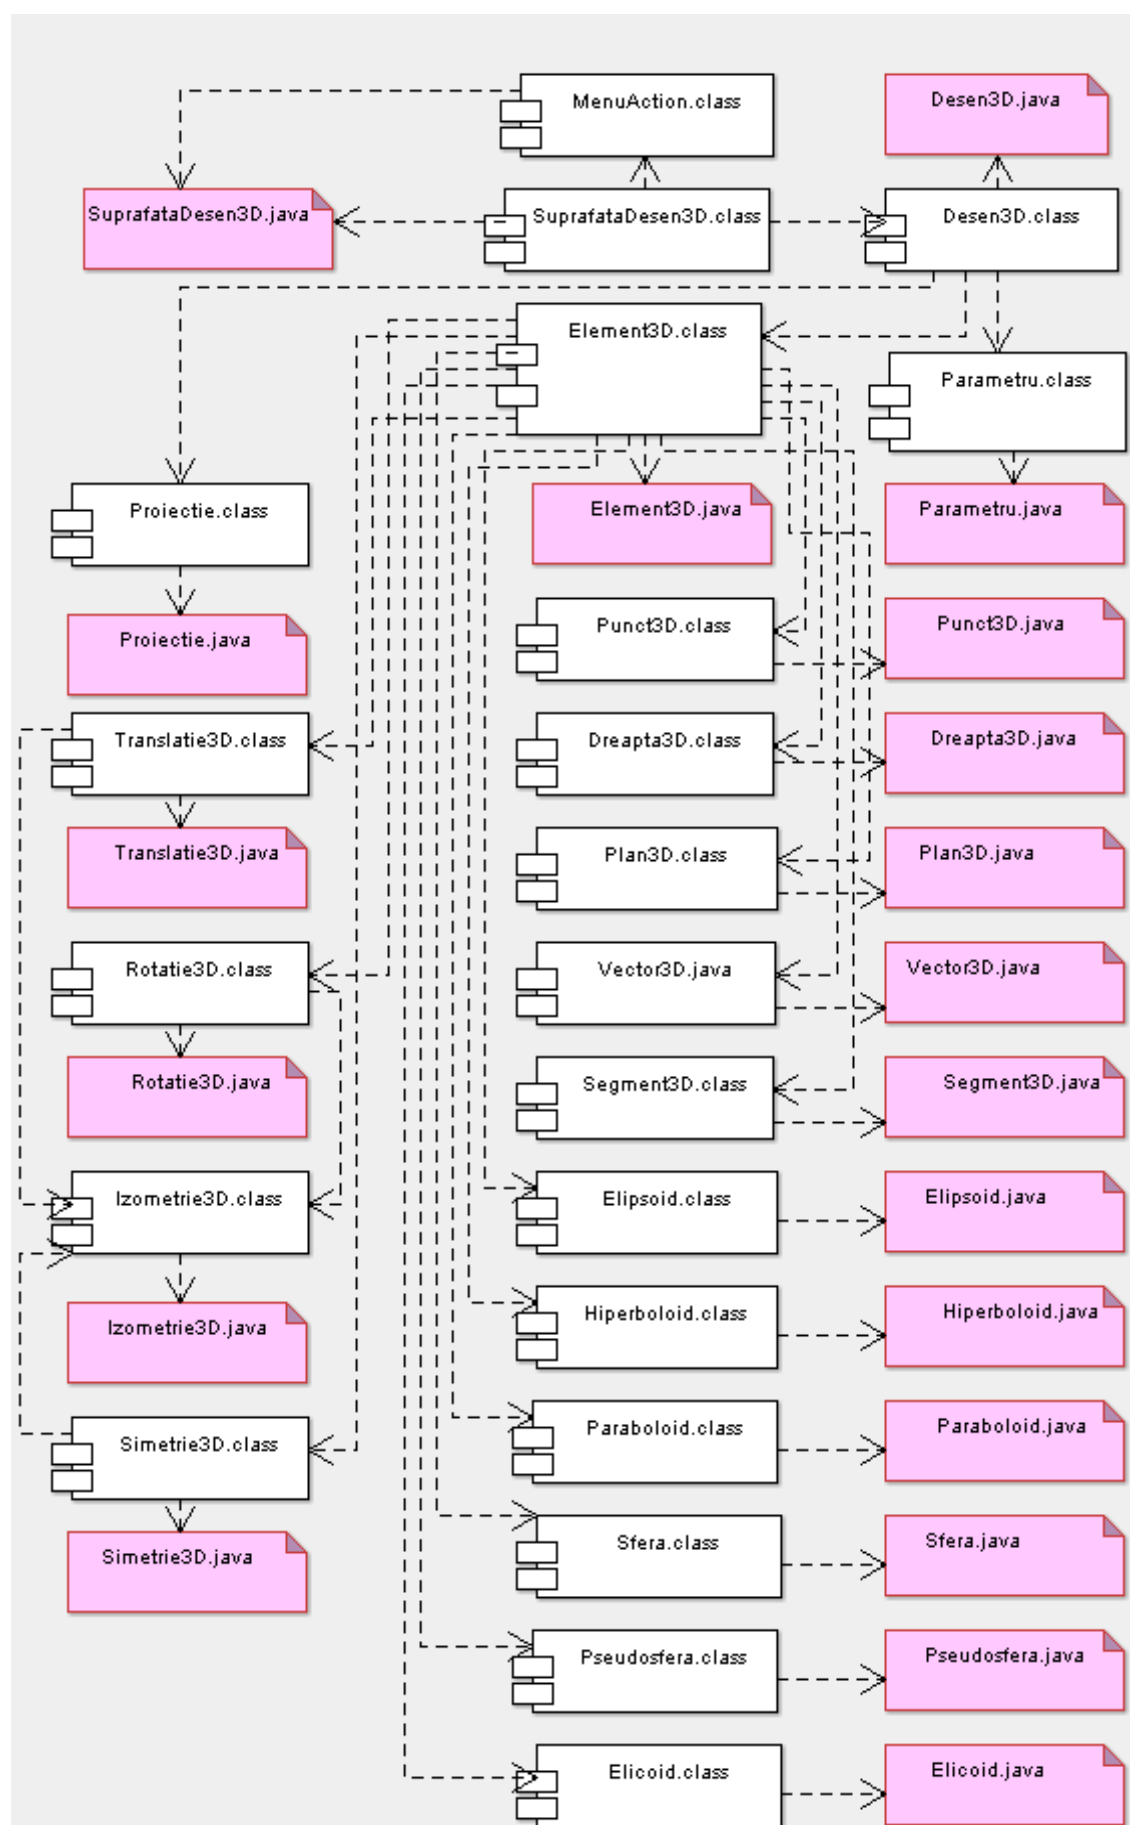 MenuAction.class
Desen3D.java
SuprafataDesen3D.java
SuprafataDesen3D.class
Desen3D.class
Element3D.class
Parametru.class
Proiectie.class
Element3D.java
Parametru.java
Proiectie.java
Punct3D.class
Punct3D.java
Translatie3D.class
Dreapta3D.class
Dreapta3D.java
Translatie3D.java
Plan3D.class
Plan3D.java
Rotatie3D.class
Vector3D.java
Vector3D.java
Rotatie3D.java
Segment3D.class
Segment3D.java
Izometrie3D.class
Elipsoid.class
Elipsoid.java
Izometrie3D.java
Hiperboloid.class
Hiperboloid.java
Simetrie3D.class
Paraboloid.class
Paraboloid.java
Simetrie3D.java
Sfera.class
Sfera.java
Pseudosfera.class
Pseudosfera.java
Elicoid.class
Elicoid.java